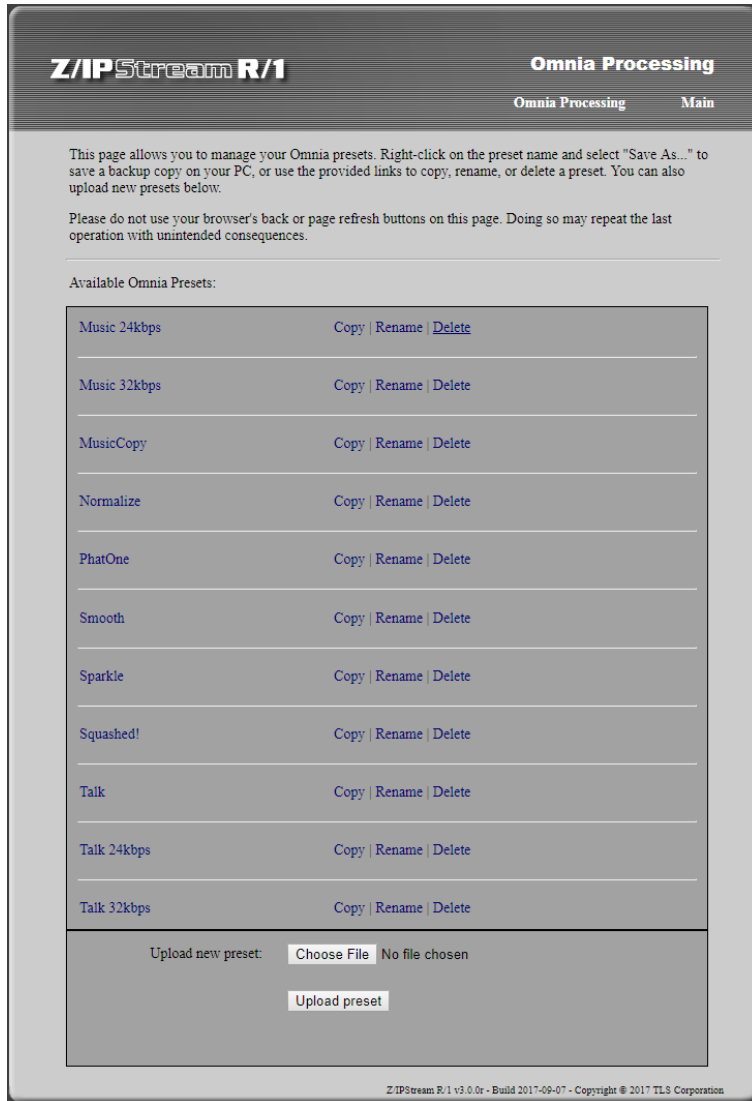 Z/IPStream R/1
Omnia Processing
Omnia Processing Main
This page allows you to manage your Omnia presets. Right-click on the preset name and select "Save As..." to
save a backup copy on your PC, or use the provided links to copy, rename, or delete a preset. You can also
upload new presets below.
Please do not use your browser's back or page refresh buttons on this page. Doing so may repeat the last
operation with unintended consequences.
Available Omnia Presets:
Music 24kbps Copy | Rename | Delete
Music 32kbps Copy | Rename | Delete
MusicCopy Copy | Rename | Delete
Normalize Copy | Rename | Delete
PhatOne Copy | Rename | Delete
Smooth Copy | Rename | Delete
Sparkle Copy | Rename | Delete
Squashed! Copy | Rename | Delete
Talk Copy | Rename | Delete
Talk 24kbps Copy | Rename | Delete
Talk 32kbps Copy | Rename | Delete
Upload new preset: Choose File No file chosen
Upload preset
Z/IPStream R/1 v3.0.0r - Build 2017-09-07 - Copyright © 2017 TLS Corporation